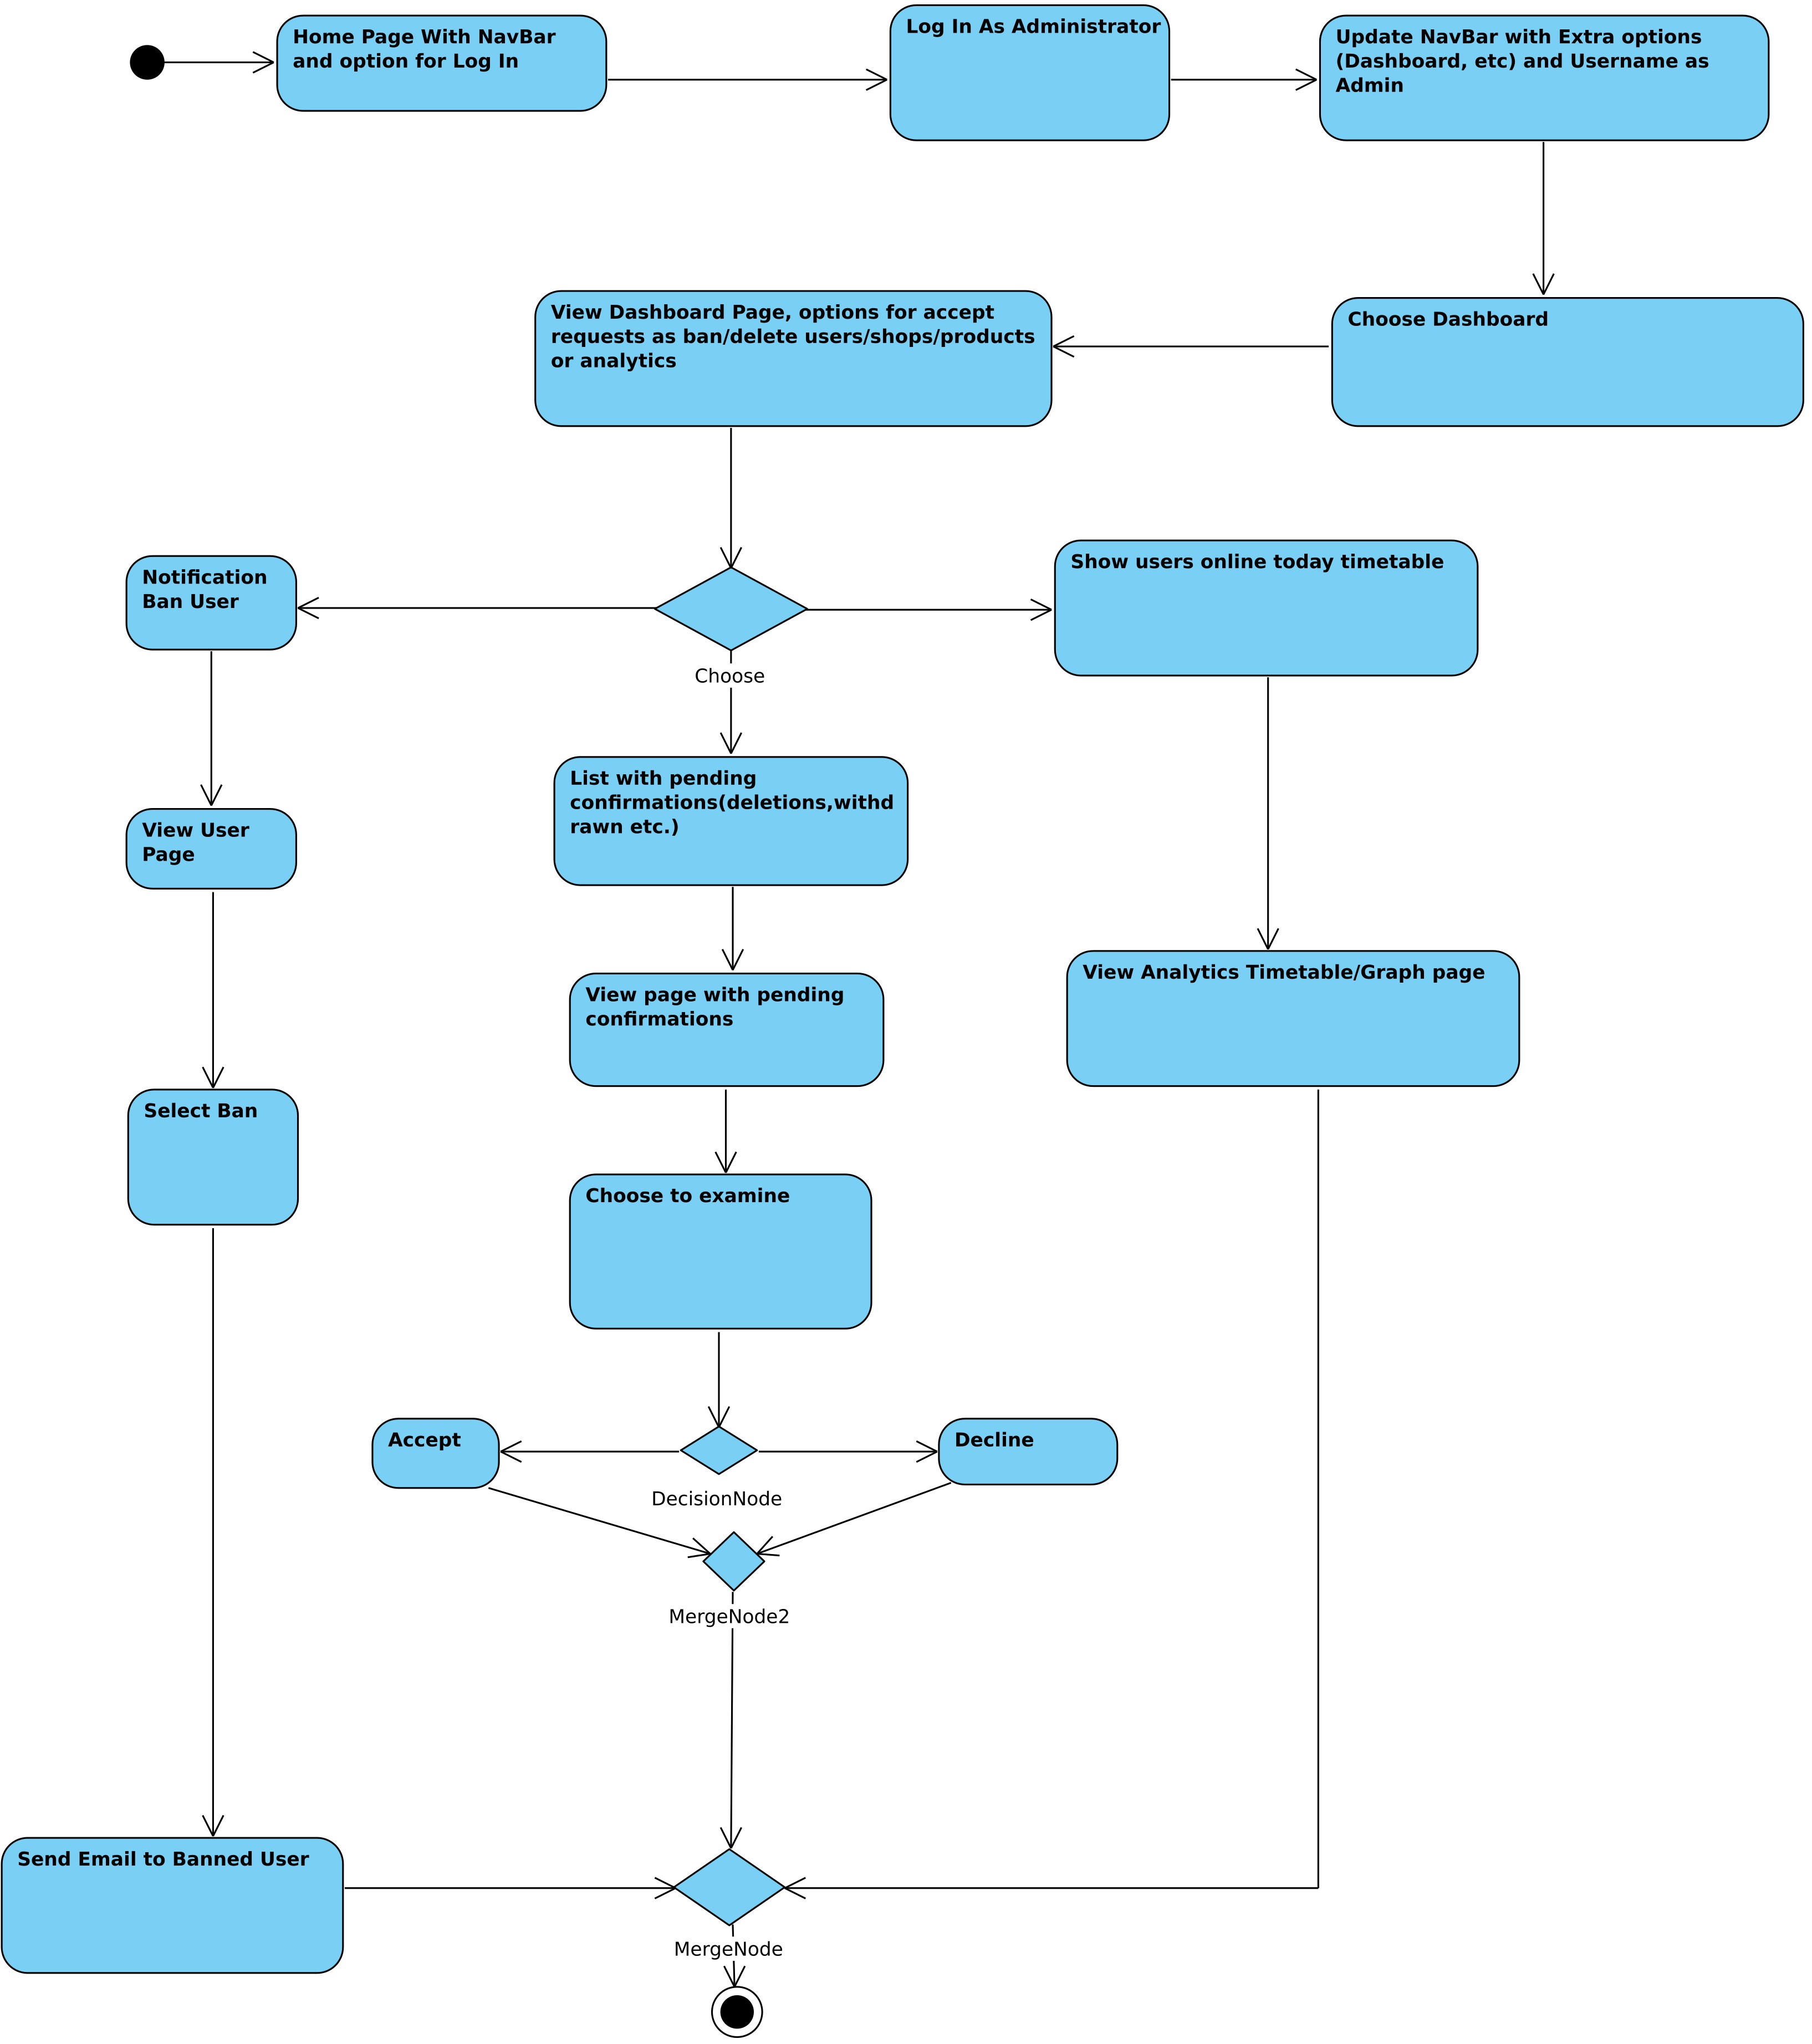 Home Page With NavBar
and option for Log In
Log In As Administrator
Update NavBar with Extra options
(Dashboard, etc) and Username as
Admin
View Dashboard Page, options for accept
requests as ban/delete users/shops/products
or analytics
Choose Dashboard
Notification
Ban User
Show users online today timetable
Choose
List with pending
confirmations(deletions,withd
rawn etc.)
View User
Page
View page with pending
confirmations
View Analytics Timetable/Graph page
Select Ban
Choose to examine
Accept
Decline
DecisionNode
MergeNode2
Send Email to Banned User
MergeNode